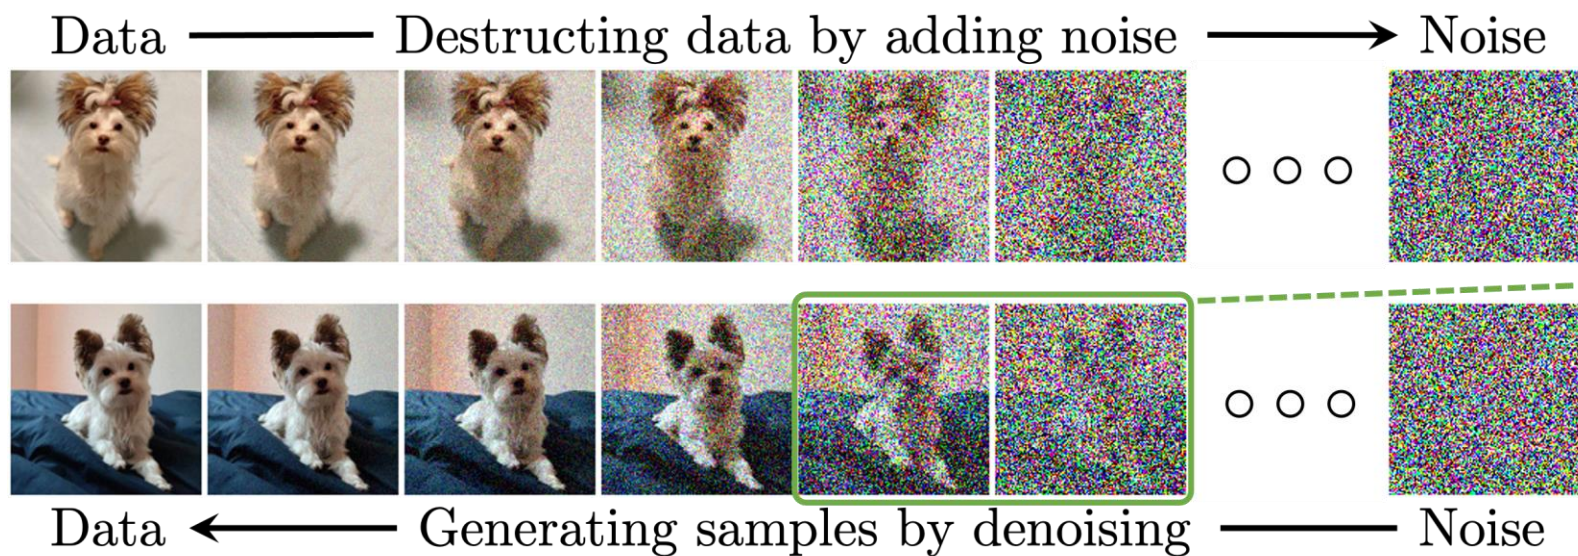 Data Destructing data by adding noise Noise
Data Generating samples by denoising Noise